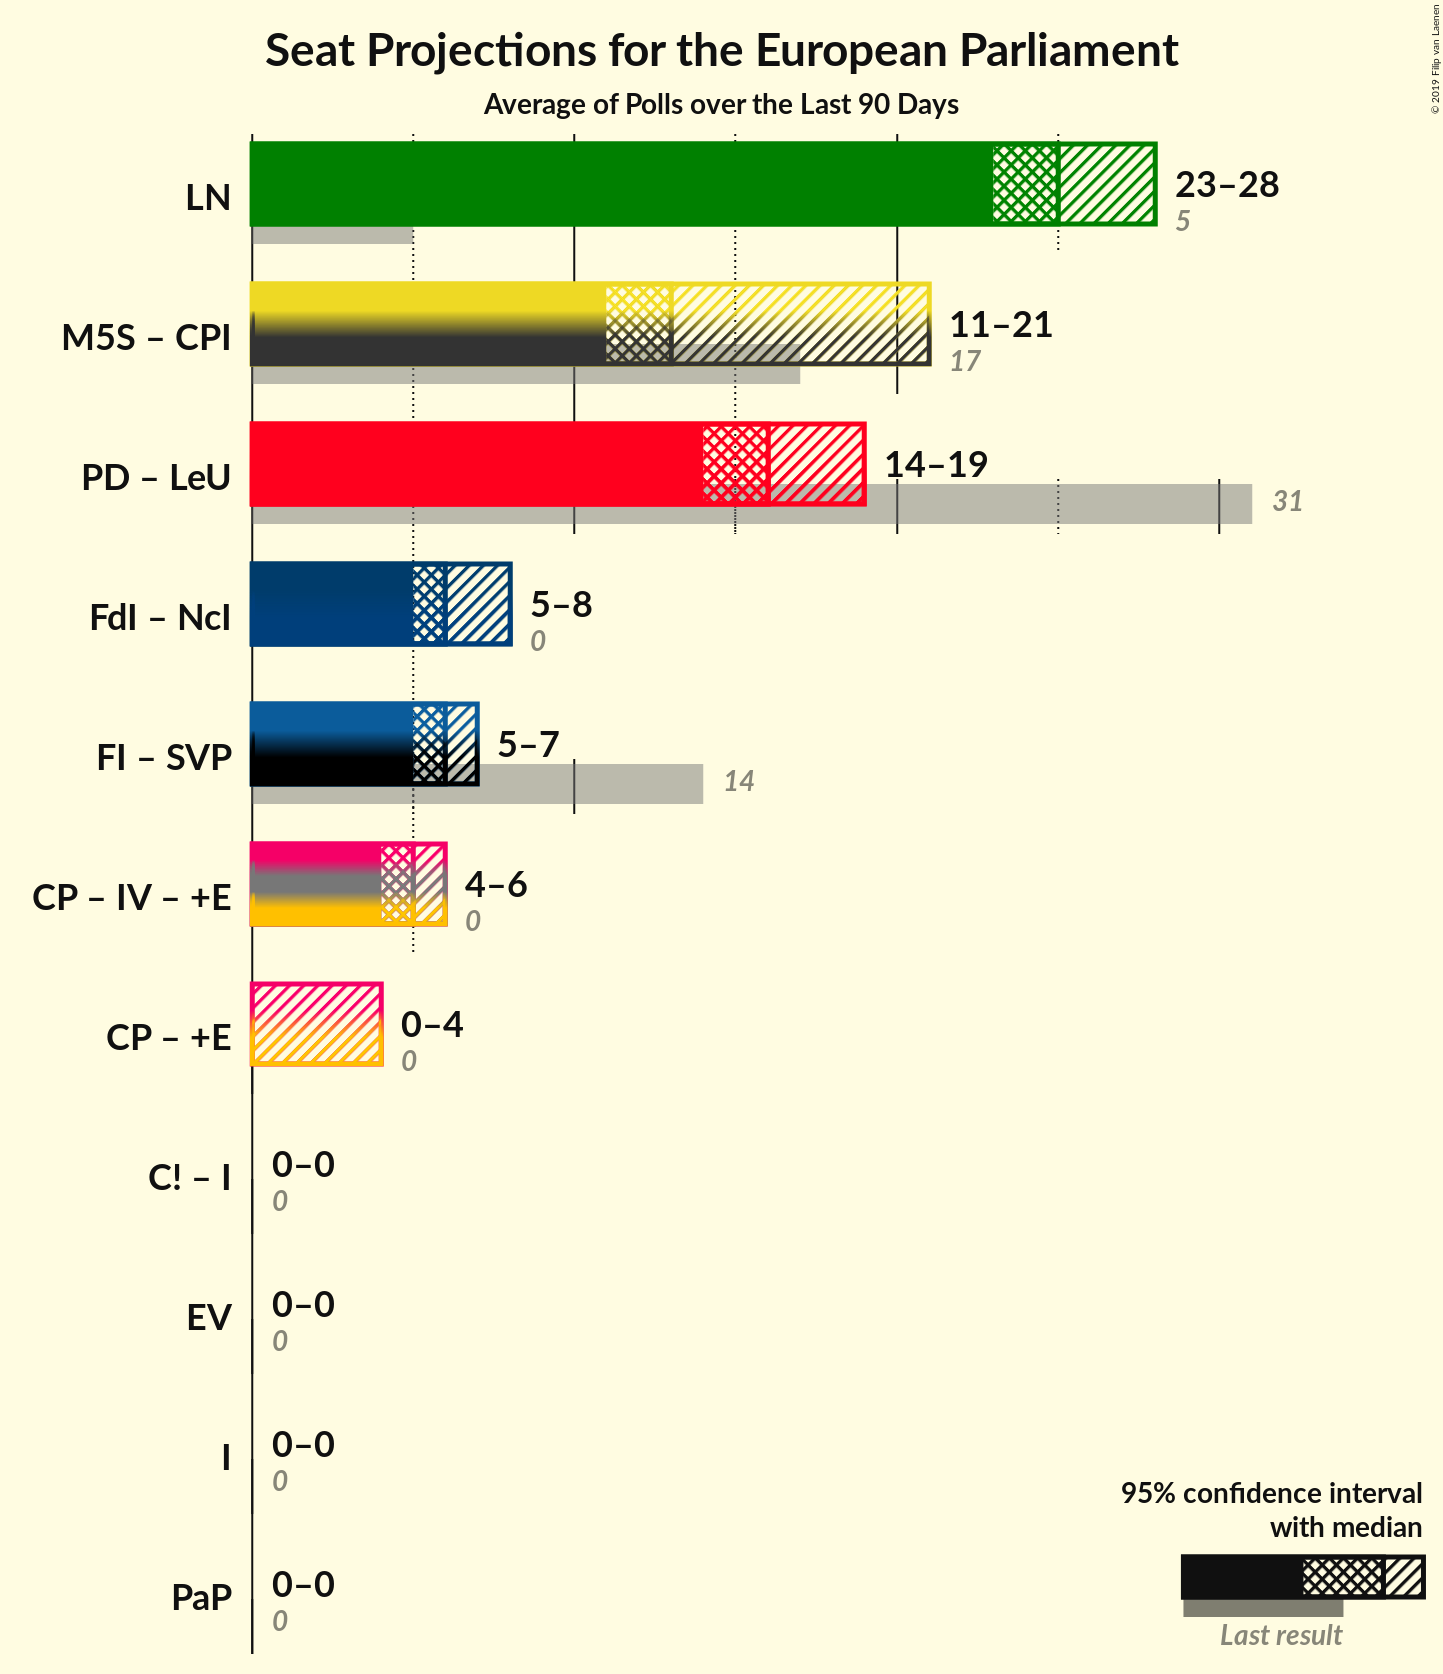 Seat Projections for the European Parliament
Average of Polls over the Last 90 Days
© 2019 Filip van Laenen
LN
23–28
5
M5S – CPI
11–21
17
PD – LeU
14–19
31
FdI – NcI
5–8
0
FI – SVP
5–7
14
CP – IV – +E
4–6
0
CP – +E
0–4
0
C! – I
0–0
0
EV
0–0
0
I
0–0
0
PaP
0–0
0
95% confidence interval
with median
Last result